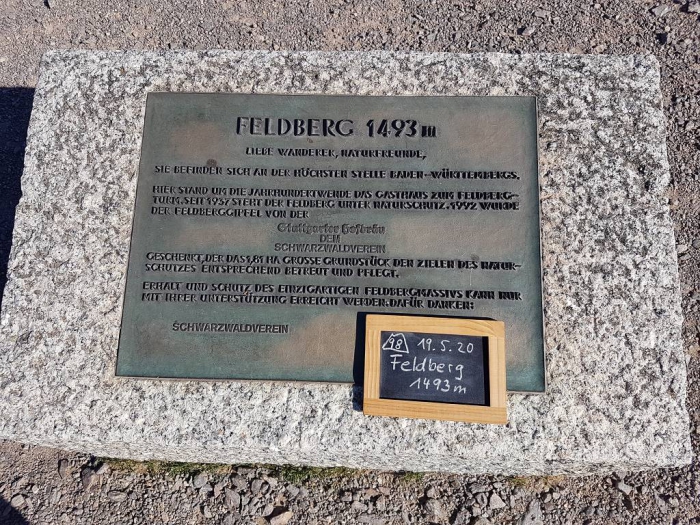 FELDBERG 1493 m
LIEBE WANDERER, NATURFREUNDE,
SIE BEFINDEN SICH AN DER HÖCHSTEN STELLE BADEN-WÜRTTEMBERGS.
HIER STAND UM DIE JAHRHUNDERTWENDE DAS GASTHAUS ZUM FELDBERG-
TURM. SEIT 1937 STEHT DER FELDBERG UNTER NATURSCHUTZ. 1992 WURDE
DER FELDBERGGIPFEL VON DER
Stuttgarter Hofbräu
DEM
SCHWARZWALDVEREIN
GESCHENKT, DER DAS 1,81 HA GROSSE GRUNDSTÜCK DEN ZIELEN DES NATUR-
SCHUTZES ENTSPRECHEND BETREUT UND PFLEGT.
ERHALT UND SCHUTZ DES EINZIGARTIGEN FELDBERGMASSIVS KANN NUR
MIT IHRER UNTERSTÜTZUNG ERREICHT WERDEN. DAFÜR DANKEN:
SCHWARZWALDVEREIN
98 19.5.20
Feldberg
1493m